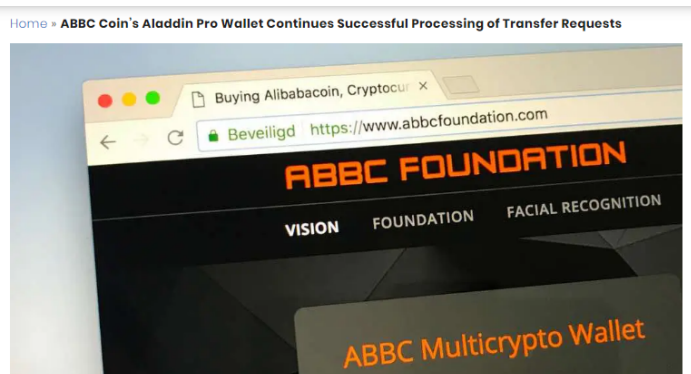 Home » ABBC Coin's Aladdin Pro Wallet Continues Successful Processing of Transfer Requests
Buying Alibabacoin, Cryptocur
Beveiligd https://www.abbcfoundation.com
ABBC FOUNDATION
VISION FOUNDATION FACIAL RECOGNITION
ABBC Multicrypto Wallet